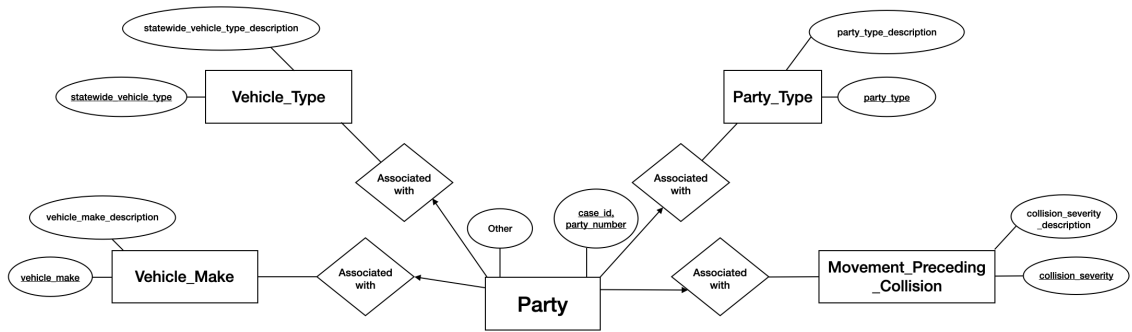 statewide_vehicle_type_description
party_type_description
statewide_vehicle_type
Vehicle_Type
Party_Type
party_type
Associated
with
Associated
with
vehicle_make_description
Other
case_id,
party_number
collision_severity
_description
vehicle_make
Vehicle_Make
Associated
with
Party
Associated
with
Movement_Preceding
_Collision
collision_severity